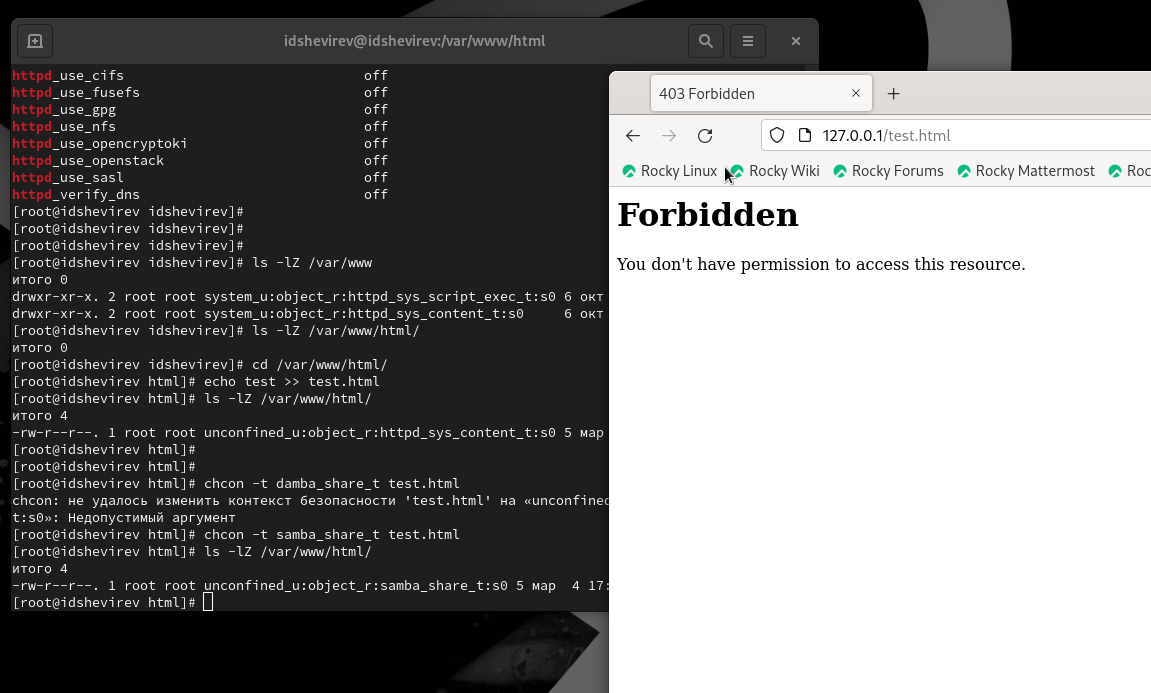 idshevirev@idshevirev:/var/www/html
httpd_use_cifs off
httpd_use_fusefs off
httpd_use_gpg off
httpd_use_nfs off
httpd_use_opencryptoki off
httpd_use_openstack off
httpd_use_sasl off
httpd_verify_dns off
[root@idshevirev idshevirev]#
[root@idshevirev idshevirev]#
[root@idshevirev idshevirev]#
[root@idshevirev idshevirev]# ls -lZ /var/www
итого 0
drwxr-xr-x. 2 root root system_u:object_r:httpd_sys_script_exec_t:s0 6 окт
drwxr-xr-x. 2 root root system_u:object_r:httpd_sys_content_t:s0     6 окт
[root@idshevirev idshevirev]# ls -lZ /var/www/html/
итого 0
[root@idshevirev idshevirev]# cd /var/www/html/
[root@idshevirev html]# echo test >> test.html
[root@idshevirev html]# ls -lZ /var/www/html/
итого 4
-rw-r--r--. 1 root root unconfined_u:object_r:httpd_sys_content_t:s0 5 мар
[root@idshevirev html]#
[root@idshevirev html]#
[root@idshevirev html]# chcon -t damba_share_t test.html
chcon: не удалось изменить контекст безопасности 'test.html' на «unconfined
t:s0»: Недопустимый аргумент
[root@idshevirev html]# chcon -t samba_share_t test.html
[root@idshevirev html]# ls -lZ /var/www/html/
итого 4
-rw-r--r--. 1 root root unconfined_u:object_r:samba_share_t:s0 5 мар  4 17:
[root@idshevirev html]#
403 Forbidden
127.0.0.1/test.html
Rocky Linux Rocky Wiki Rocky Forums Rocky Mattermost Roc
Forbidden
You don't have permission to access this resource.